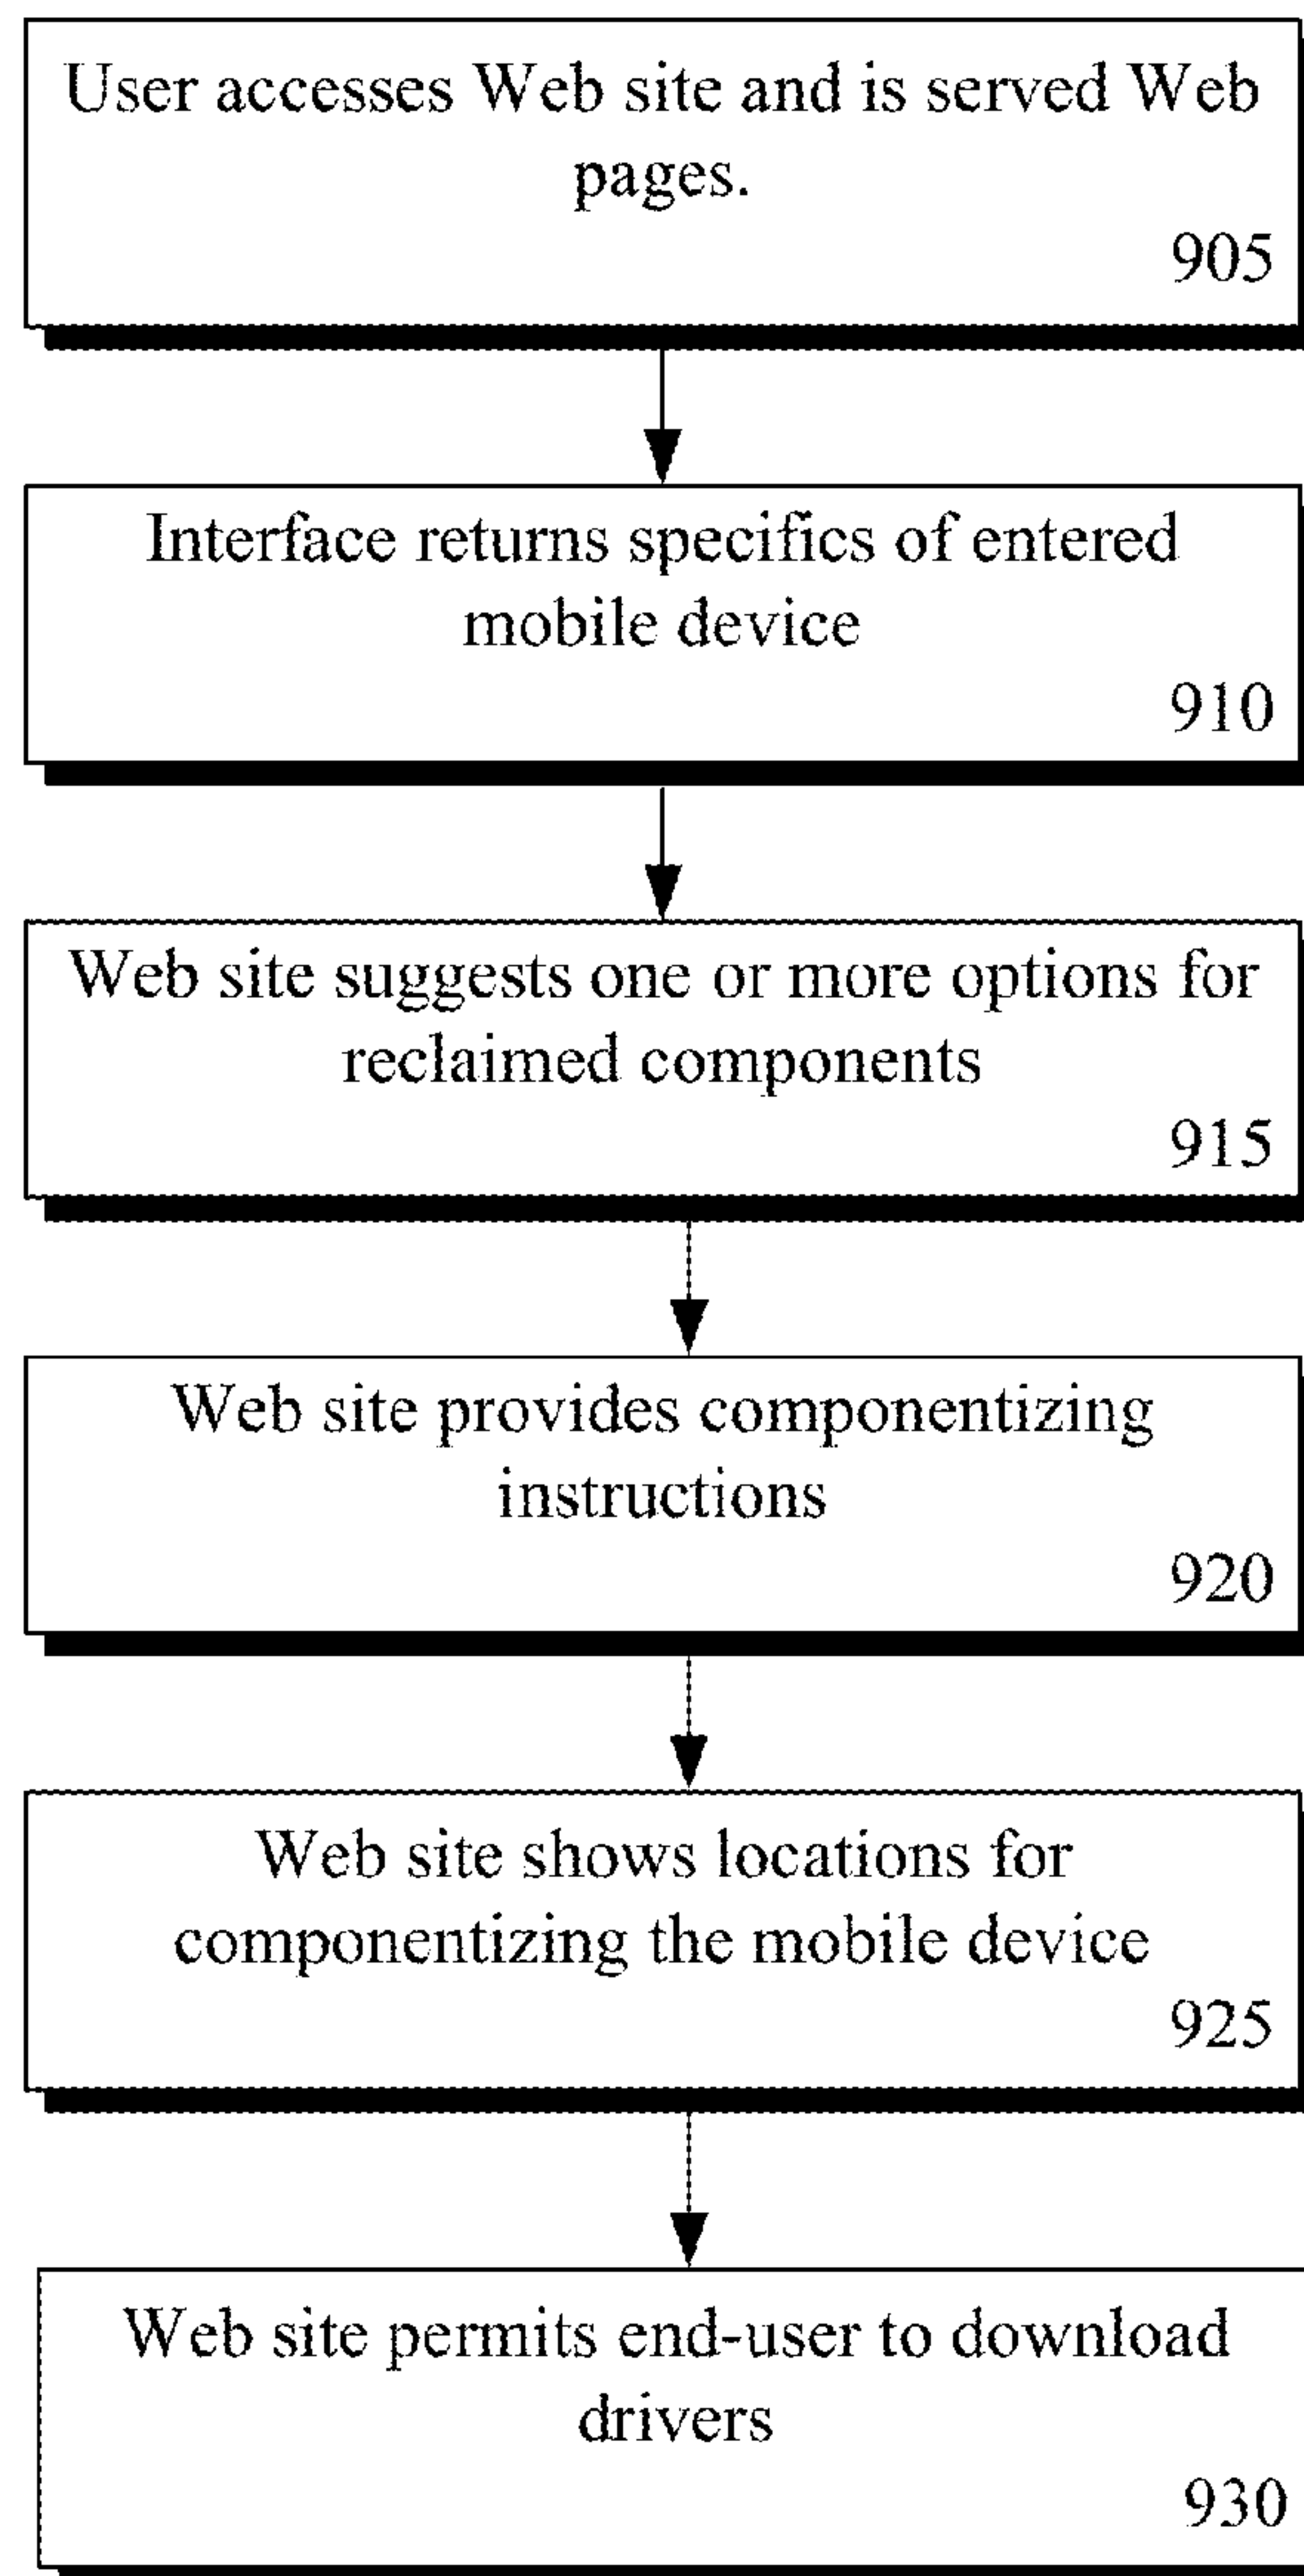 User accesses Web site and is served Web
pages.
905
Interface returns specifics of entered
mobile device
910
Web site suggests one or more options for
reclaimed components
915
Web site provides componentizing
instructions
920
Web site shows locations for
componentizing the mobile device
925
Web site permits end-user to download
drivers
930